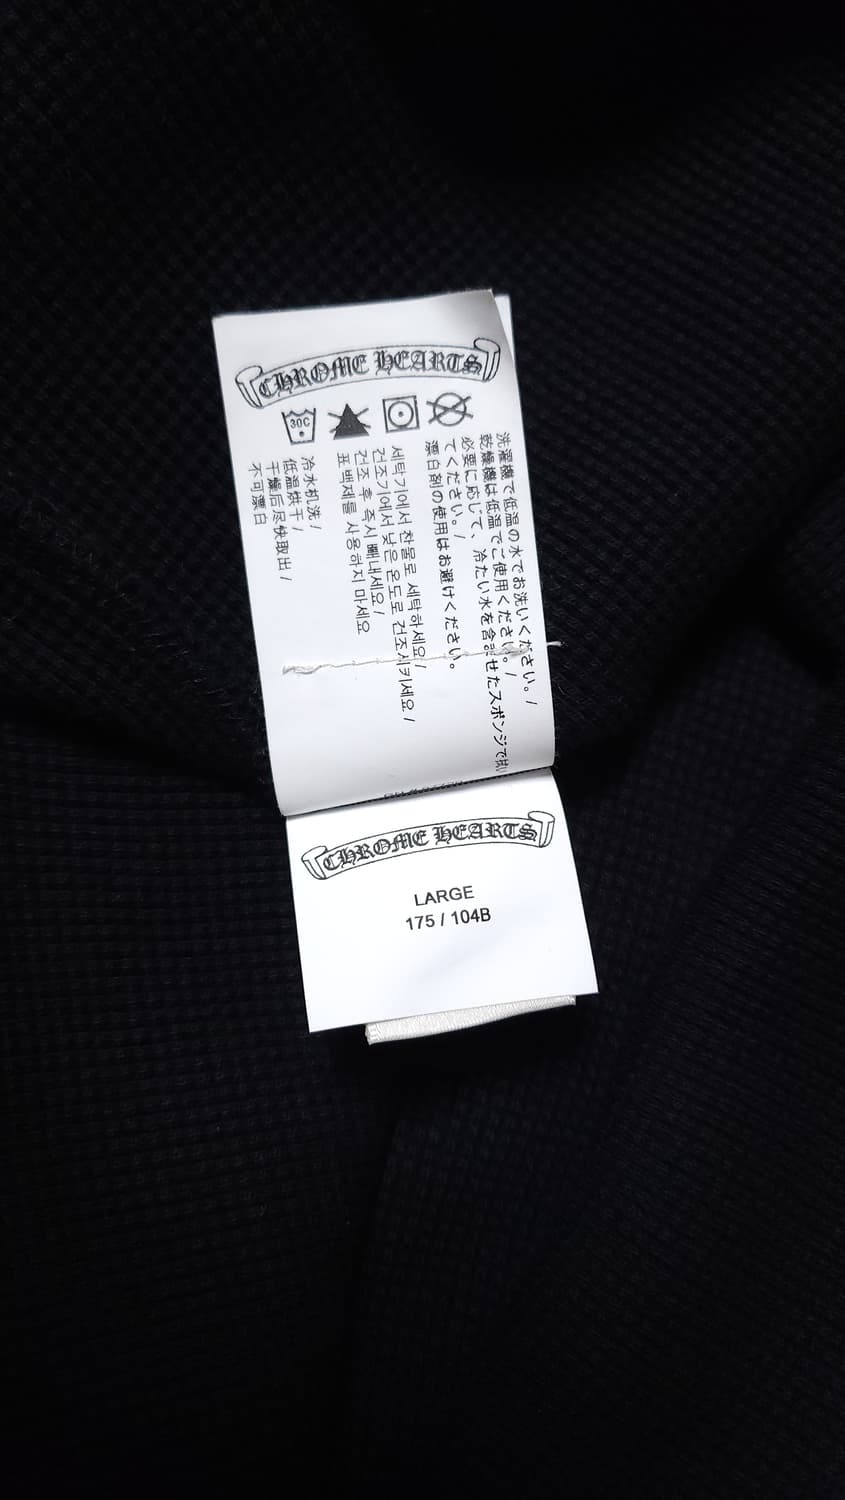 CHROME HEARTS
30C
洗濯機で低温の水でお洗いください。/
乾燥機は低温でご使用ください。/
必要に応じて、冷たい水を含ませたスポンジで拭い
てください。/
漂白剤の使用はお避けください。
세탁기에서 찬물로 세탁하세요/
건조기에서 낮은 온도로 건조시키세요/
건조 후 즉시 빼내세요/
표백제를 사용하지 마세요
冷水机洗/
低温烘干/
干燥后尽快取出/
不可漂白
CHROME HEARTS
LARGE
175 / 104B